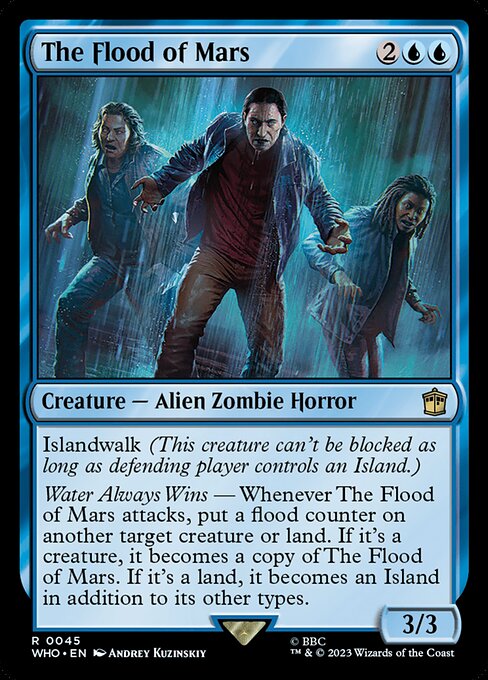 The Flood of Mars 2
Creature — Alien Zombie Horror
Islandwalk (This creature can't be blocked as
long as defending player controls an Island.)
Water Always Wins — Whenever The Flood
of Mars attacks, put a flood counter on
another target creature or land. If it's a
creature, it becomes a copy of The Flood
of Mars. If it's a land, it becomes an Island
in addition to its other types.
3/3
R 0045
WHO • EN Andrey Kuzinskiy
© BBC
™ & © 2023 Wizards of the Coast